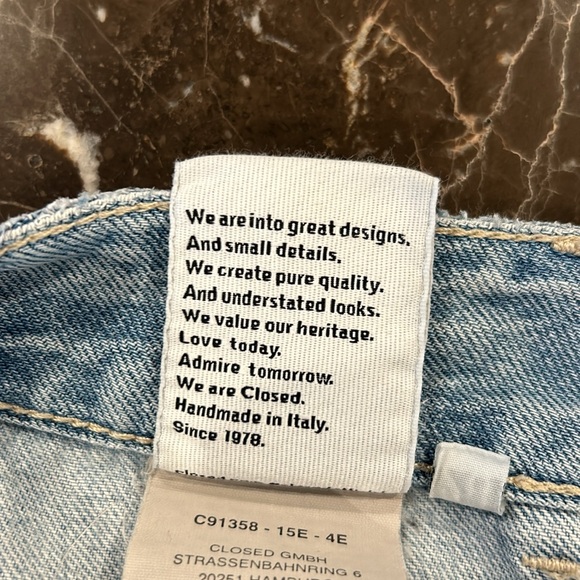 We are into great designs.
And small details.
We create pure quality.
And understated looks.
We value our heritage.
Love today.
Admire tomorrow.
We are Closed.
Handmade in Italy.
Since 1978.
C91358 - 15E - 4E
CLOSED GMBH
STRASSENBAHNRING 6
20251